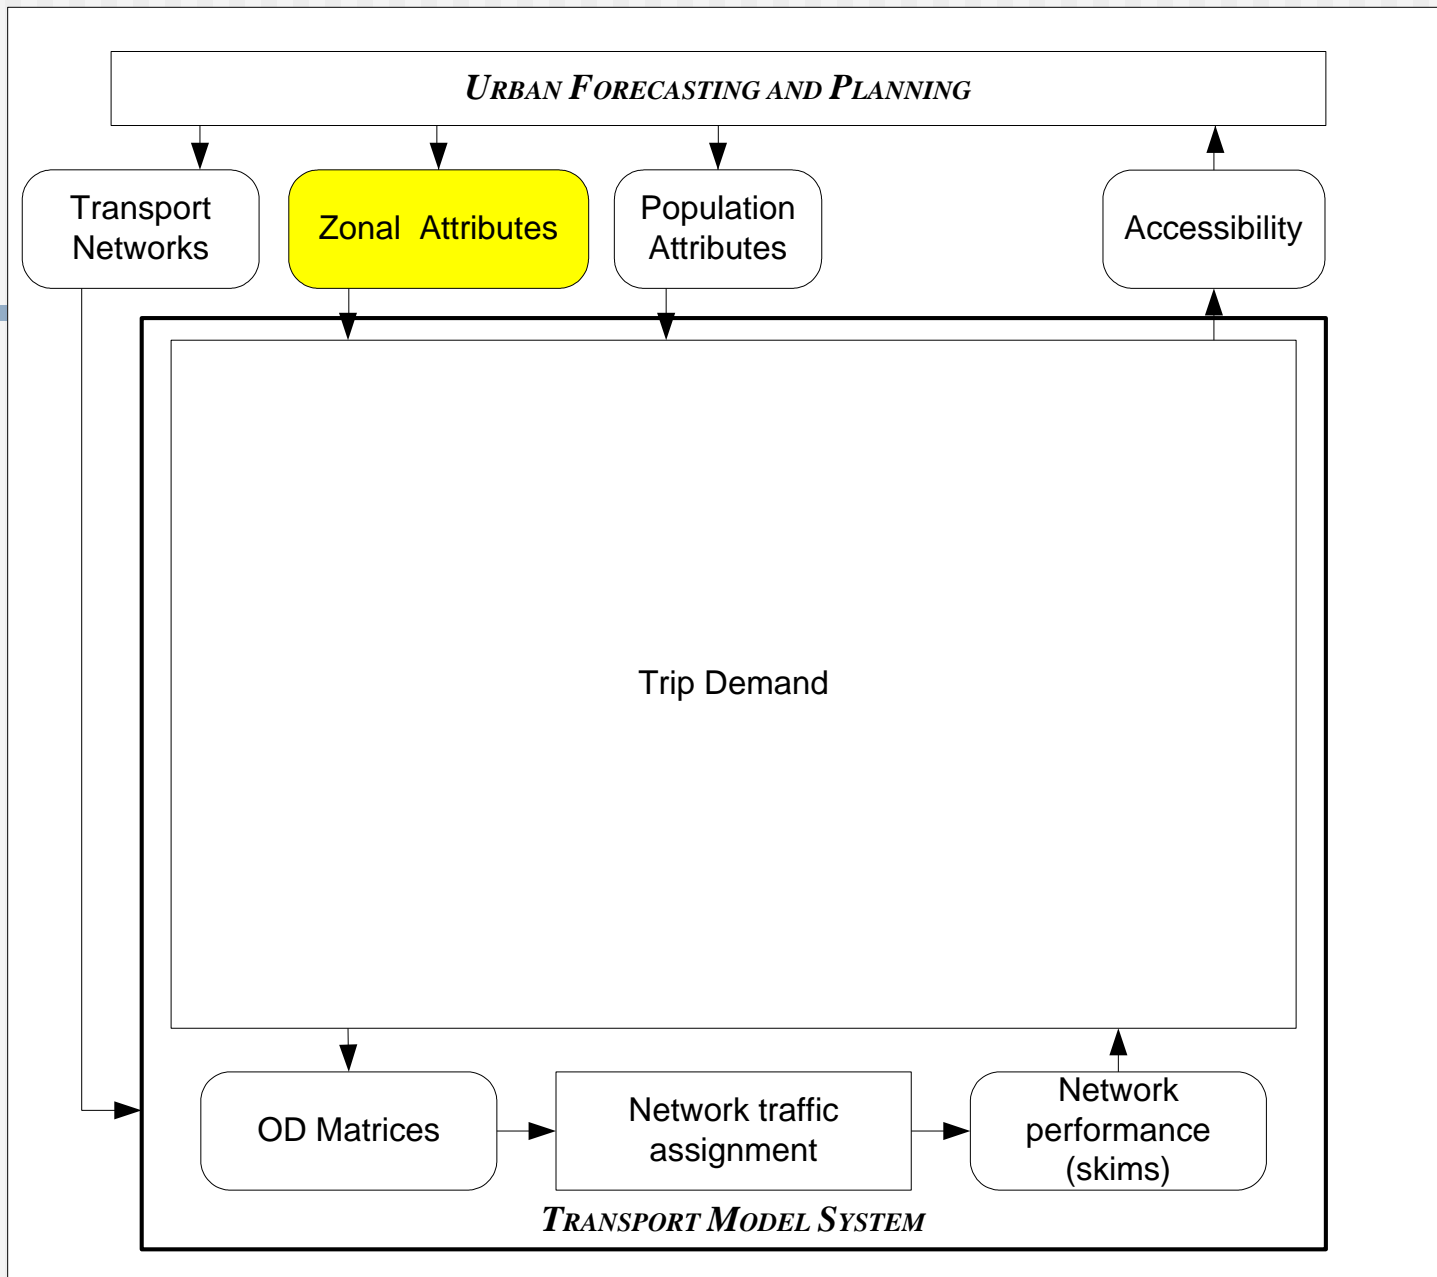 URBAN FORECASTING AND PLANNING
Transport
Networks
Zonal Attributes
Population
Attributes
Accessibility
Trip Demand
OD Matrices
Network traffic
assignment
Network
performance
(skims)
TRANSPORT MODEL SYSTEM